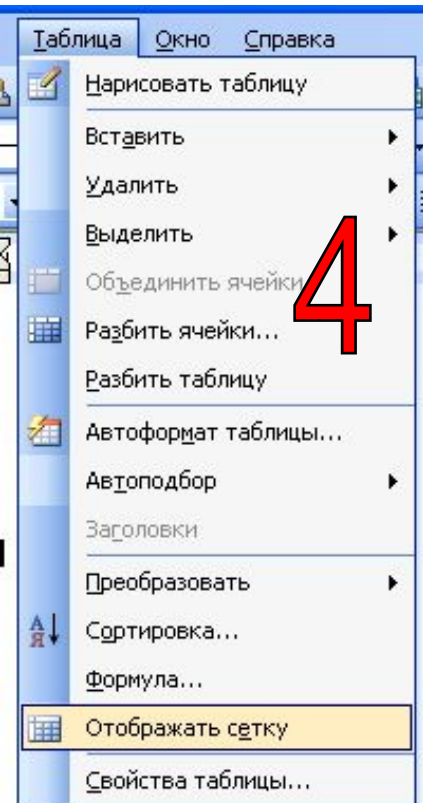 Таблица Окно Справка
Нарисовать таблицу
Вставить
Удалить
Выделить
4
Объединить ячейки
Разбить ячейки...
Разбить таблицу
Автоформат таблицы...
Автоподбор
Заголовки
Преобразовать
Сортировка...
Формула...
Отображать сетку
Свойства таблицы...